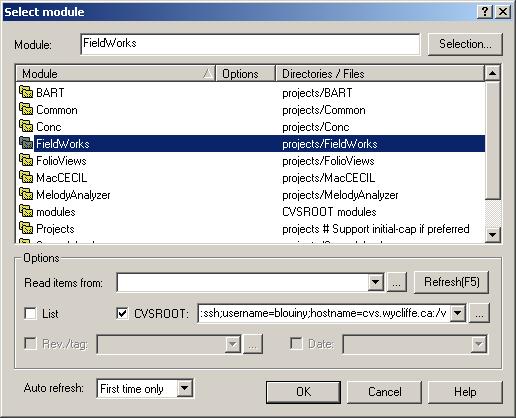 Select module
Module: FieldWorks Selection...
Module Options Directories / Files
BART projects/BART
Common projects/Common
Conc projects/Conc
FieldWorks projects/FieldWorks
FolioViews projects/FolioViews
MacCECIL projects/MacCECIL
MelodyAnalyzer projects/MelodyAnalyzer
modules CVSROOT modules
Projects projects # Support initial-cap if preferred
Options
Read items from: ... Refresh(F5)
List CVSROOT: :ssh;username=blouiny;hostname=cvs.wycliffe.ca:/v ...
Rev./tag: ... Date:
Auto refresh: First time only OK Cancel Help